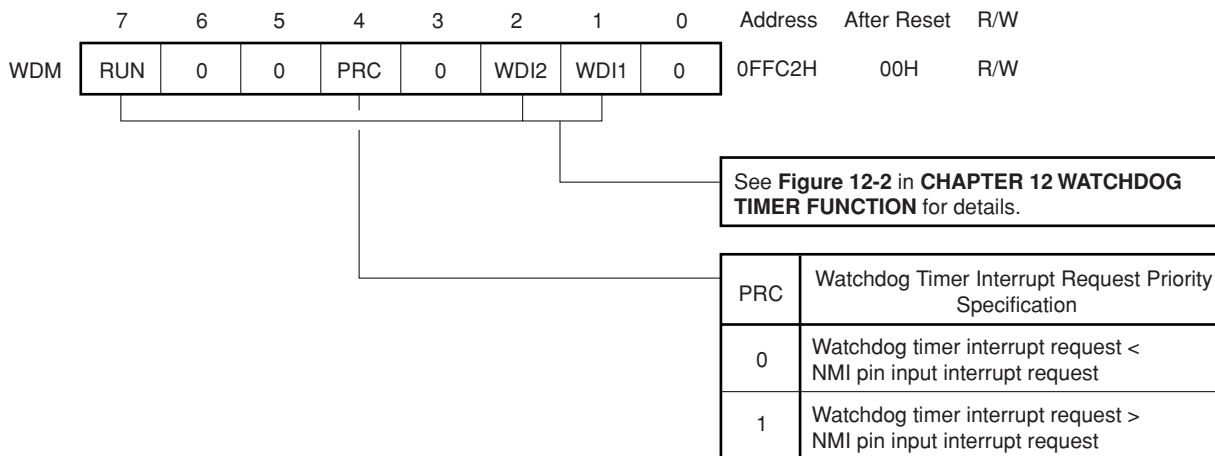 7 6 5 4 3 2 1 0 Address After Reset R/W
WDM RUN 0 0 PRC 0 WDI2 WDI1 0 0FFC2H 00H R/W
See Figure 12-2 in CHAPTER 12 WATCHDOG
TIMER FUNCTION for details.
PRC Watchdog Timer Interrupt Request Priority
Specification
0 Watchdog timer interrupt request <
NMI pin input interrupt request
1 Watchdog timer interrupt request >
NMI pin input interrupt request